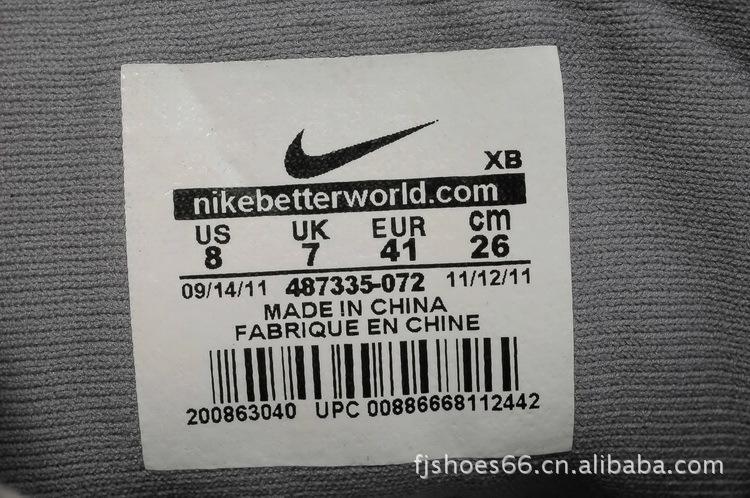 XB
nikebetterworld.com
US UK EUR cm
8 7 41 26
09/14/11 487335-072 11/12/11
MADE IN CHINA
FABRIQUE EN CHINE
200863040 UPC 00886668112442
fjshoes66.cn.alibaba.com